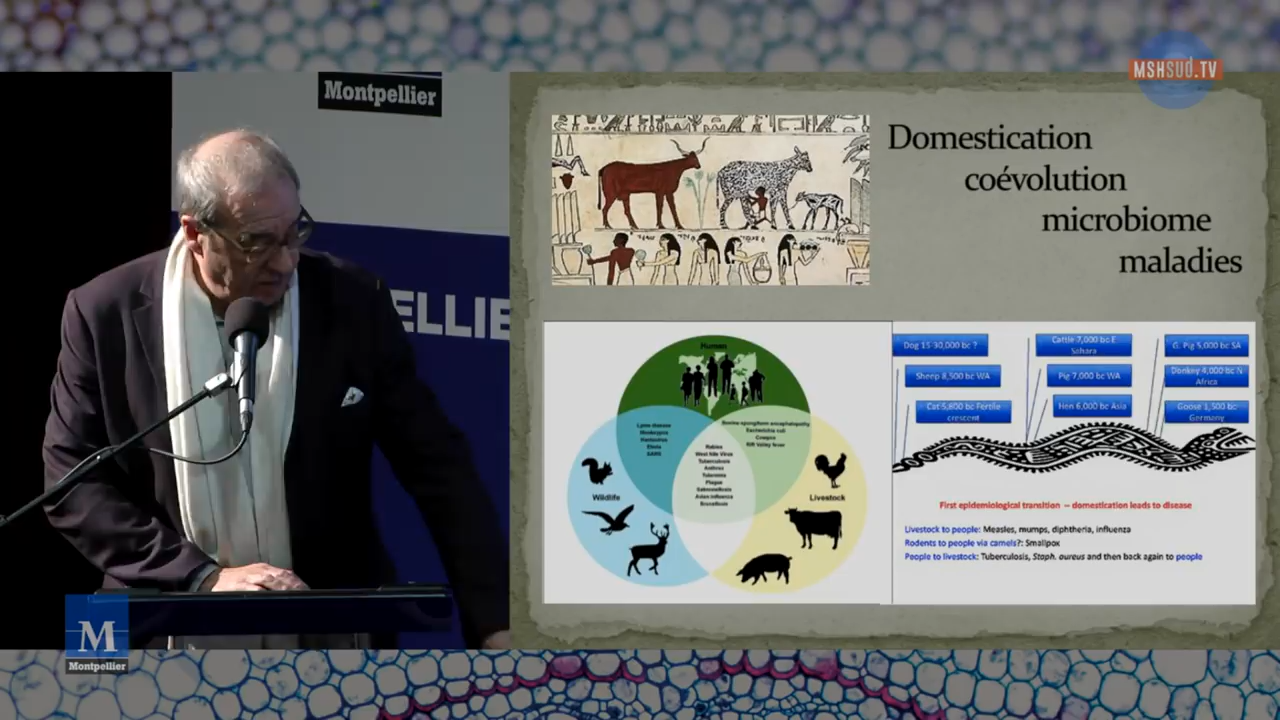 MSHSUD.TV
Montpellier
ELLIE
M
Montpellier
Domestication
coévolution
microbiome
maladies
Human
Lyme disease
Monkeypox
Hantavirus
Ebola
SARS
Bovine spongiform encephalopathy
Escherichia coli
Cowpox
Rift Valley fever
Rabies
West Nile Virus
Tuberculosis
Anthrax
Tularemia
Plague
Salmonellosis
Avian influenza
Brucellosis
Wildlife
Livestock
Dog 15-30,000 bc ?
Sheep 8,500 bc WA
Cat 5,800 bc Fertile
crescent
Cattle 7,000 bc E
Sahara
Pig 7,000 bc WA
Hen 6,000 bc Asia
G. Pig 5,000 bc SA
Donkey 4,000 bc N
Africa
Goose 1,500 bc
Germany
First epidemiological transition – domestication leads to disease
Livestock to people: Measles, mumps, diphtheria, influenza
Rodents to people via camels?: Smallpox
People to livestock: Tuberculosis, Staph. aureus and then back again to people